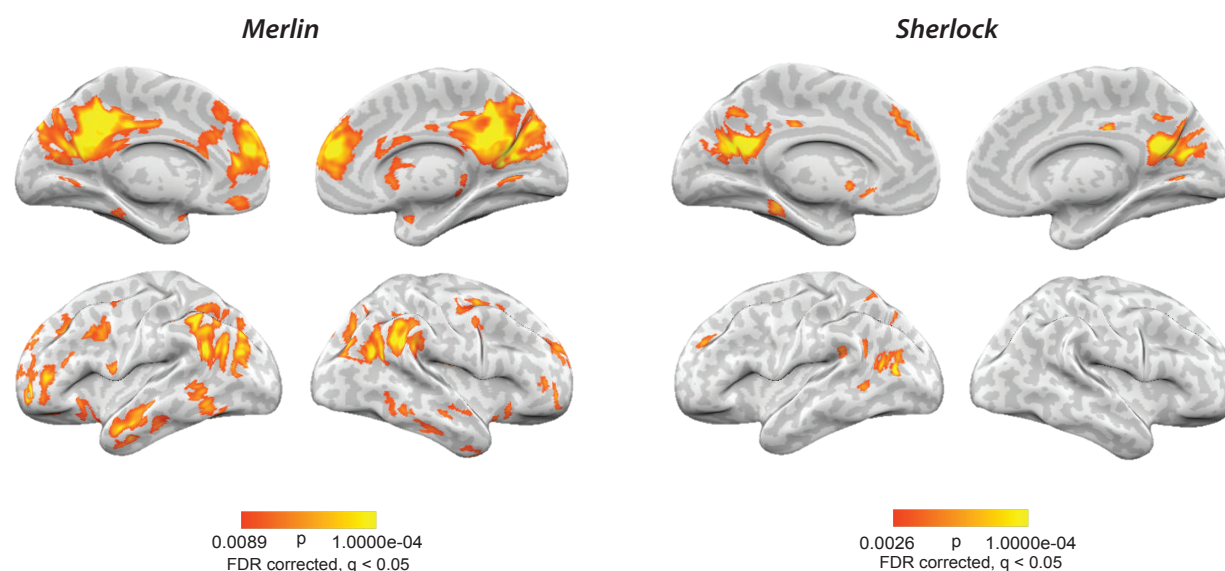 Merlin
Sherlock
0.0089 p 1.0000e-04
FDR corrected, q < 0.05
0.0026 p 1.0000e-04
FDR corrected, q < 0.05